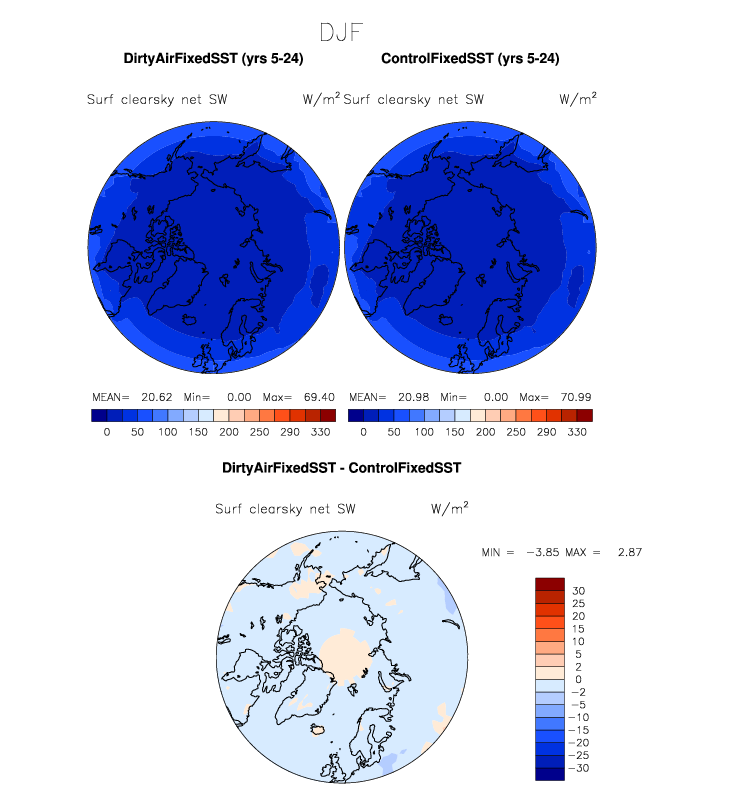 DJF
DirtyAirFixedSST (yrs 5-24) ControlFixedSST (yrs 5-24)
Surf clearsky net SW W/m² Surf clearsky net SW W/m²
MEAN= 20.62 Min= 0.00 Max= 69.40 MEAN= 20.98 Min= 0.00 Max= 70.99
0 50 100 150 200 250 290 330 0 50 100 150 200 250 290 330
DirtyAirFixedSST - ControlFixedSST
Surf clearsky net SW W/m²
MIN = -3.85 MAX = 2.87
30
25
20
15
10
5
2
0
-2
-5
-10
-15
-20
-25
-30